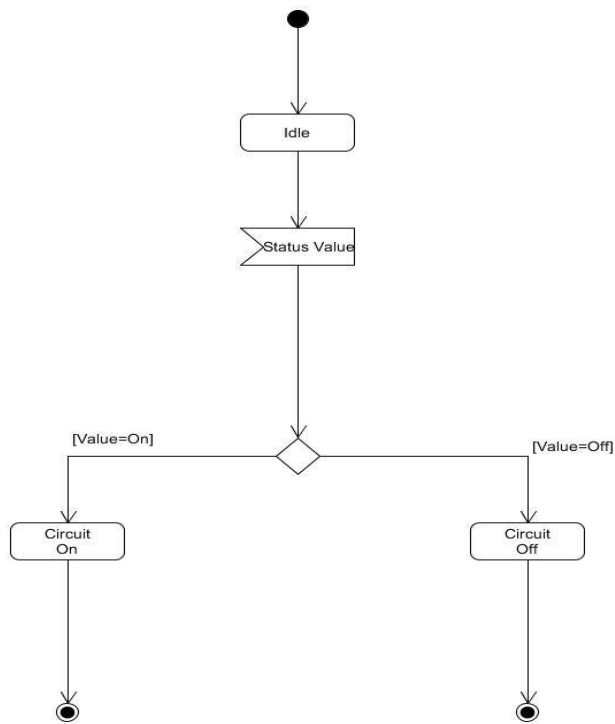 Idle
Status Value
[Value=On]
[Value=Off]
Circuit
On
Circuit
Off